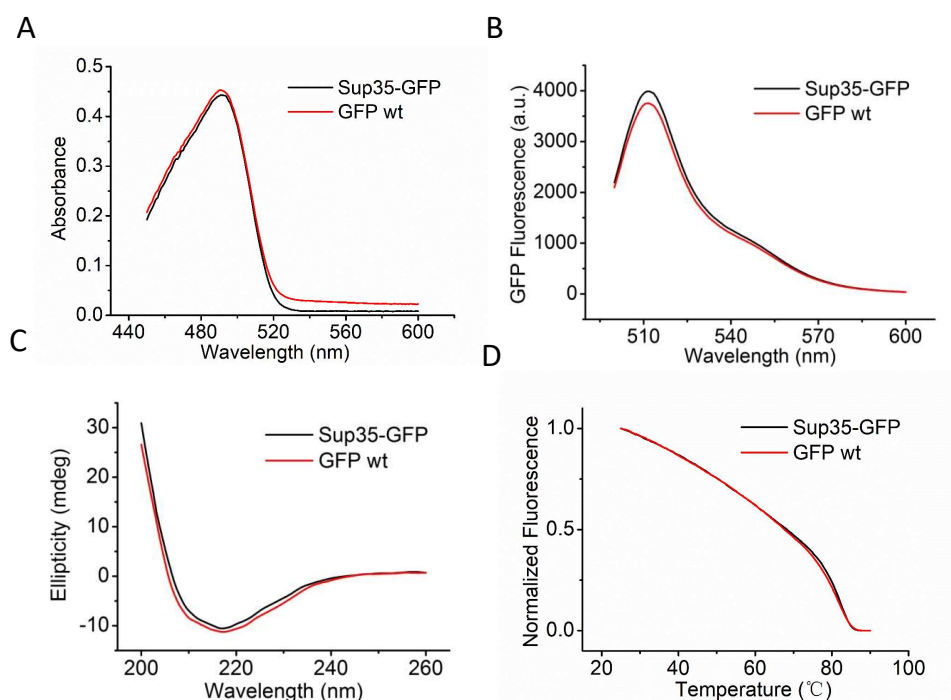 A
0.5
0.4
0.3
0.2
0.1
0.0
Absorbance
440
480
520
560
600
Wavelength (nm)
Sup35-GFP
GFP wt
B
4000
3000
2000
1000
0
GFP Fluorescence (a.u.)
510
540
570
600
Wavelength (nm)
Sup35-GFP
GFP wt
C
30
20
10
0
-10
Ellipticity (mdeg)
200
220
240
260
Wavelength (nm)
Sup35-GFP
GFP wt
D
1.0
0.5
0.0
Normalized Fluorescence
20
40
60
80
100
Temperature (℃)
Sup35-GFP
GFP wt